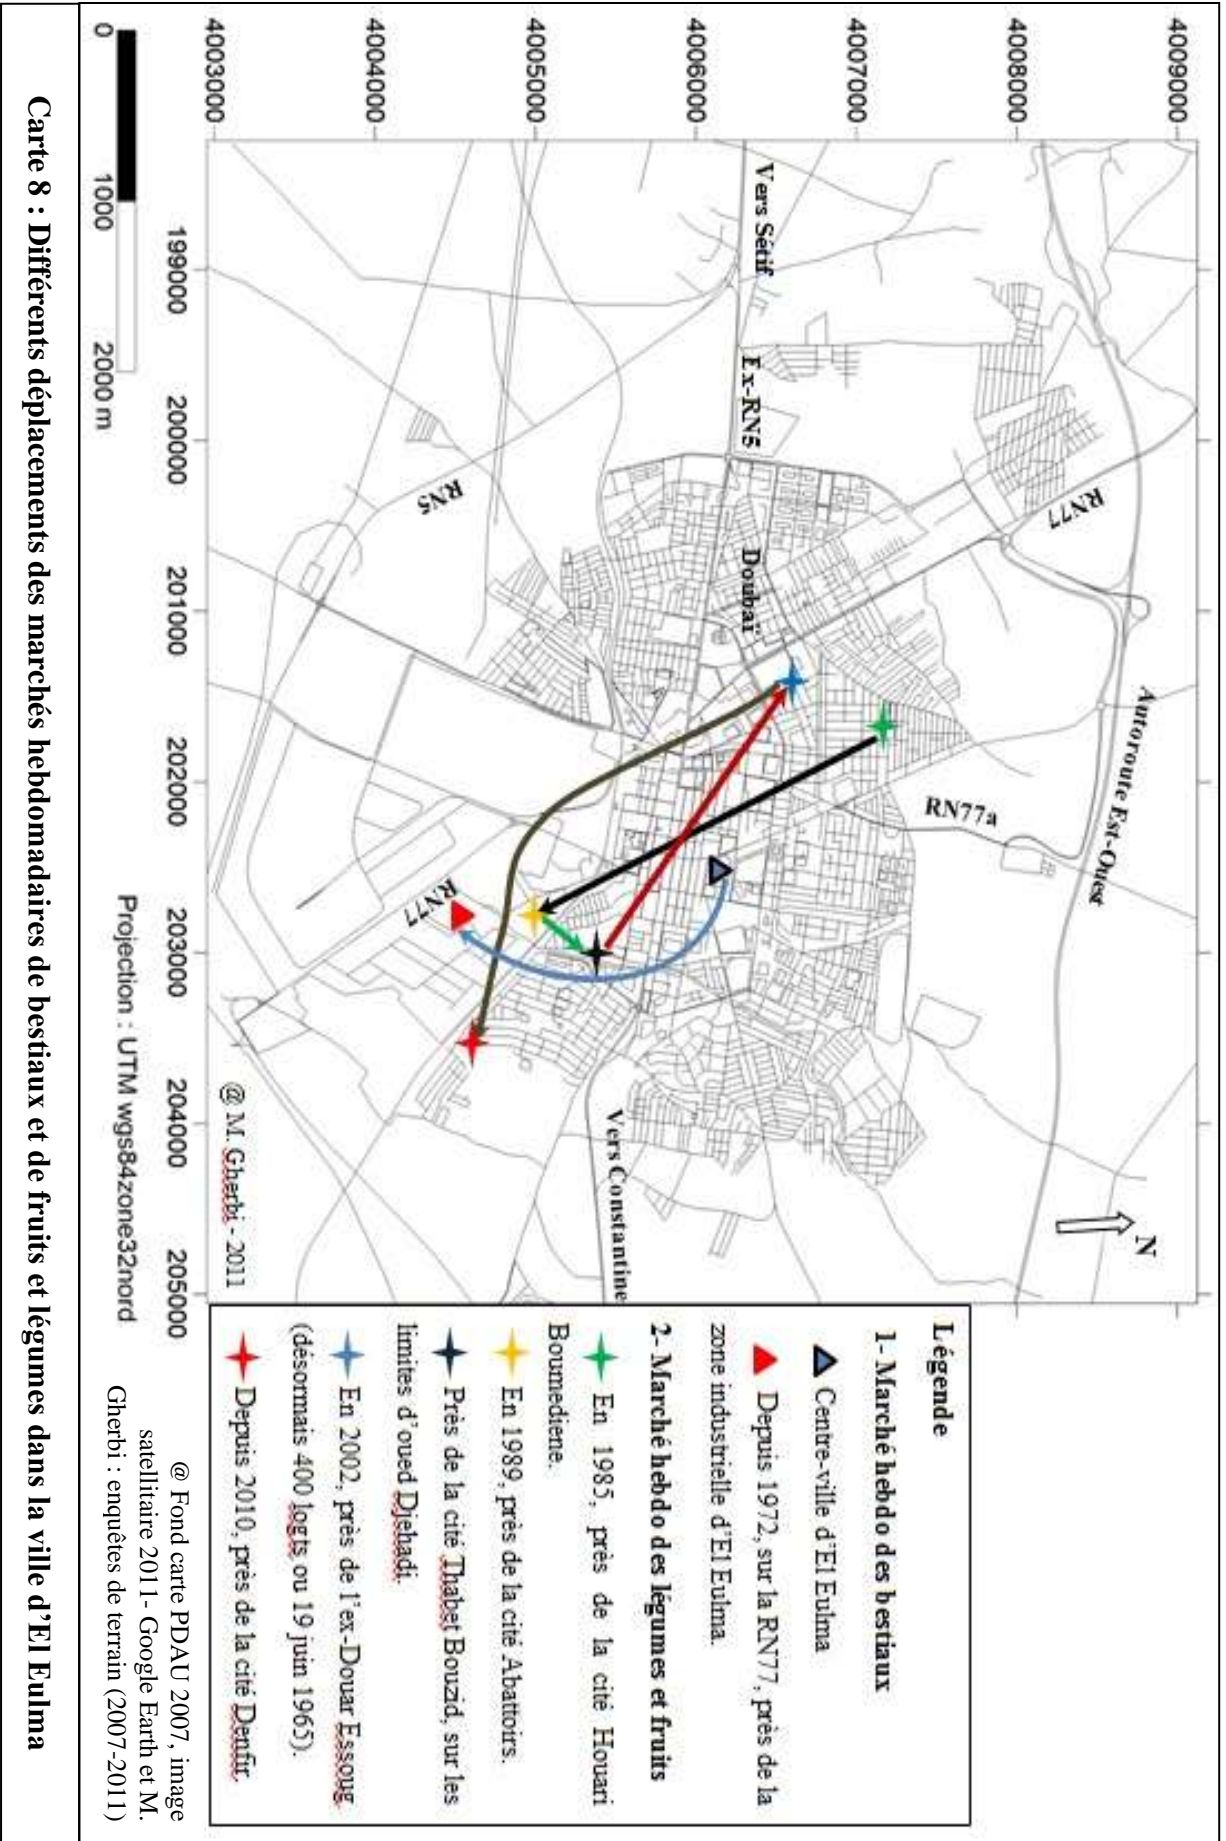 4009000
4008000
4007000
4006000
4005000
4004000
4003000
199000
200000
201000
202000
203000
204000
205000
Vers Sétif
Ex-RN5
Doubaï
RN77
RN77a
Autoroute Est-Ouest
RN5
RN77
Vers Constantine
N
@ M. Gherbi - 2011
0
1000
2000 m
Projection : UTM wgs84zone32nord
Légende
1- Marché hebdo des bestiaux
Centre-ville d'El Eulma
Depuis 1972, sur la RN77, près de la
zone industrielle d'El Eulma.
2- Marché hebdo des légumes et fruits
En 1985, près de la cité Houari
Boumediene.
En 1989, près de la cité Abattoirs.
Près de la cité Thabet Bouzid, sur les
limites d'oued Djehadi.
En 2002, près de l'ex-Douar Essoug
(désormais 400 logts ou 19 juin 1965).
Depuis 2010, près de la cité Denfir.
@ Fond carte PDAU 2007, image
satellitaire 2011- Google Earth et M.
Gherbi : enquêtes de terrain (2007-2011)
Carte 8 : Différents déplacements des marchés hebdomadaires de bestiaux et de fruits et légumes dans la ville d'El Eulma